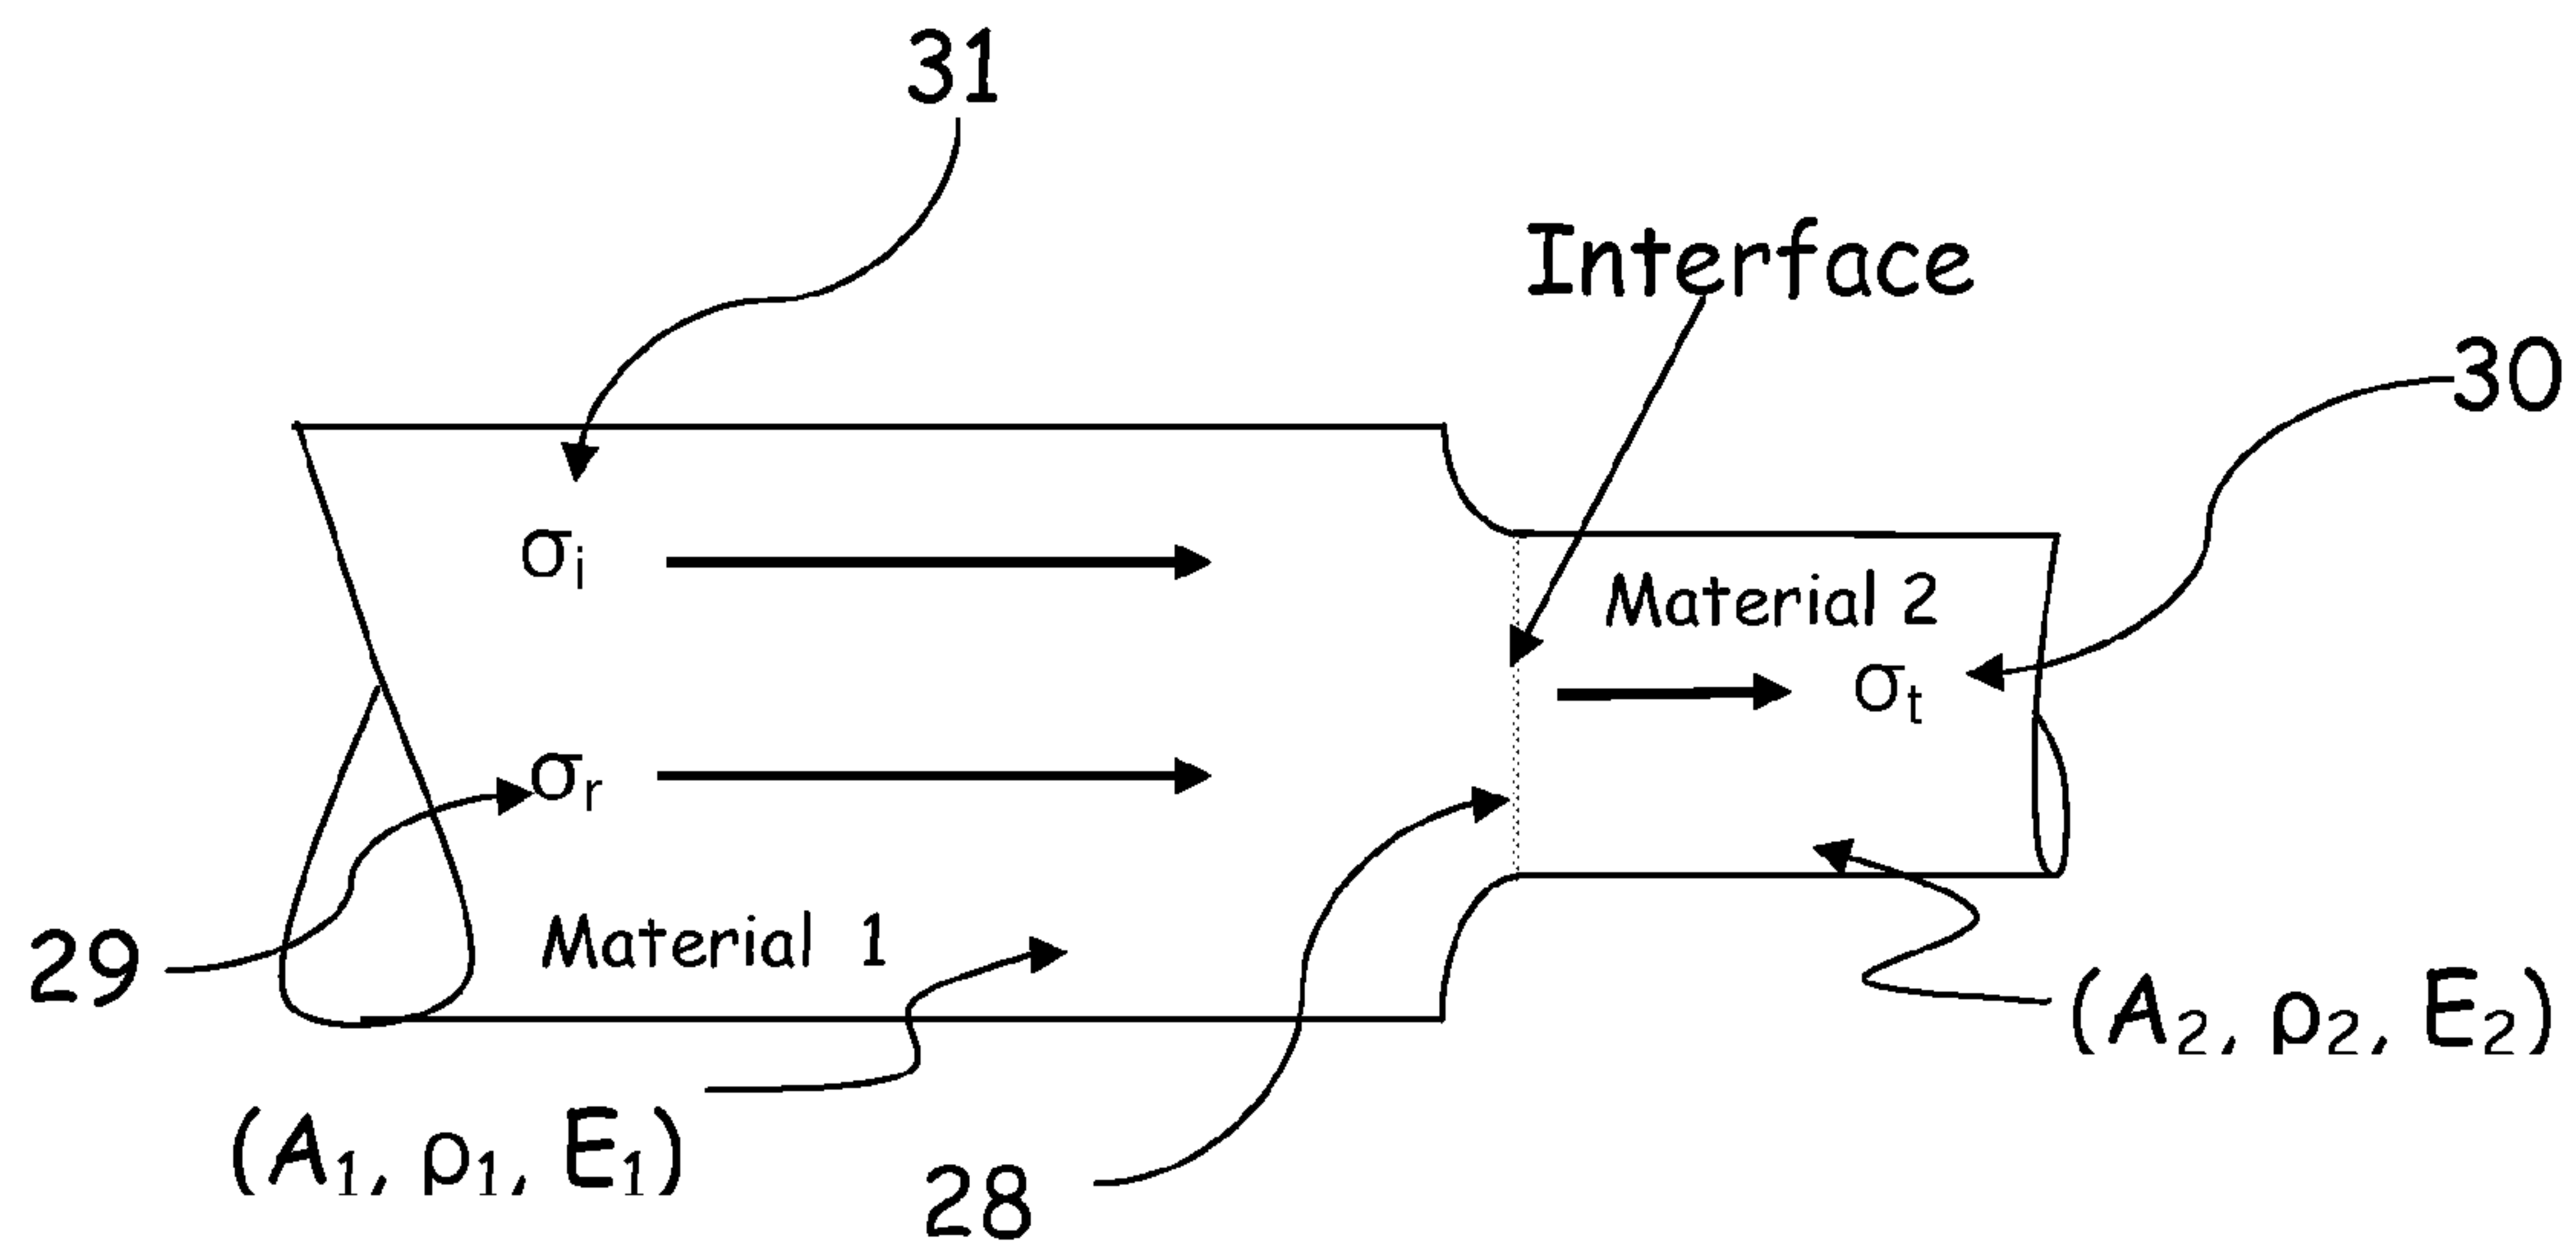 31
Interface
30
σi
Material 2
σt
σr
Material 1
29
(A1, ρ1, E1)
28
(A2, ρ2, E2)